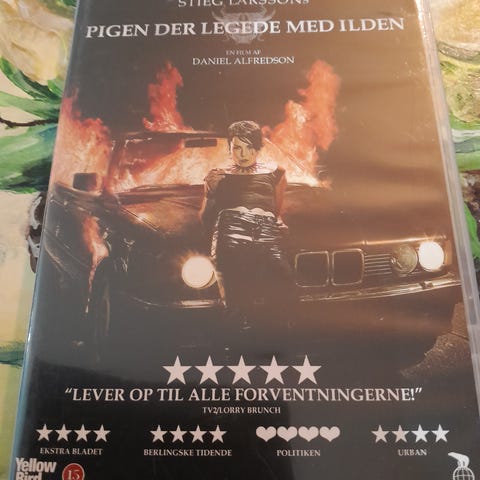 STIEG LARSSONs
PIGEN DER LEGEDE MED ILDEN
EN FILM AF
DANIEL ALFREDSON
★★★★★
"LEVER OP TIL ALLE FORVENTNINGERNE!"
TV2/LORRY BRUNCH
★★★★ ★★★★ ♥♥♥♥ ★★★★
EKSTRA BLADET BERLINGSKE TIDENDE POLITIKEN URBAN
Yellow
Bird
15